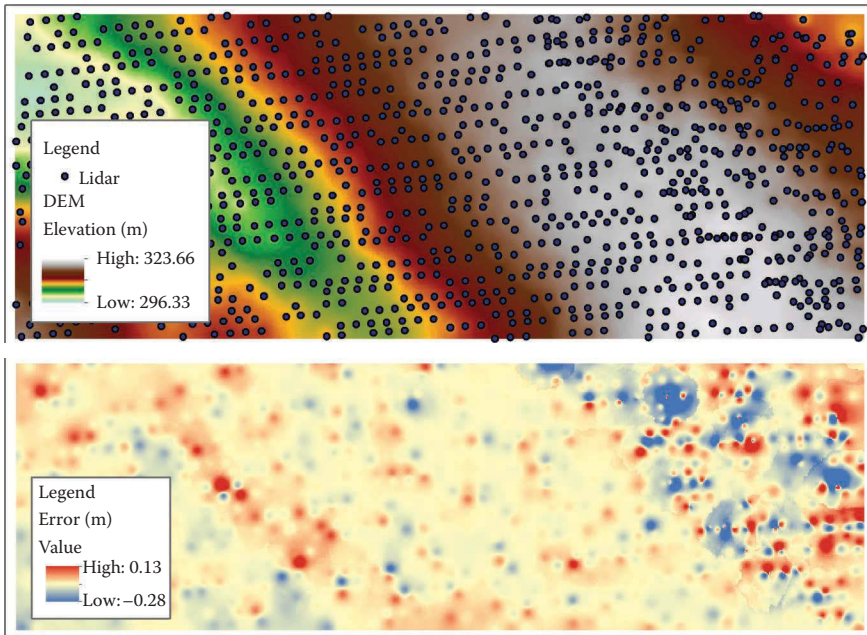 Legend
Lidar
DEM
Elevation (m)
High: 323.66
Low: 296.33
Legend
Error (m)
Value
High: 0.13
Low: –0.28